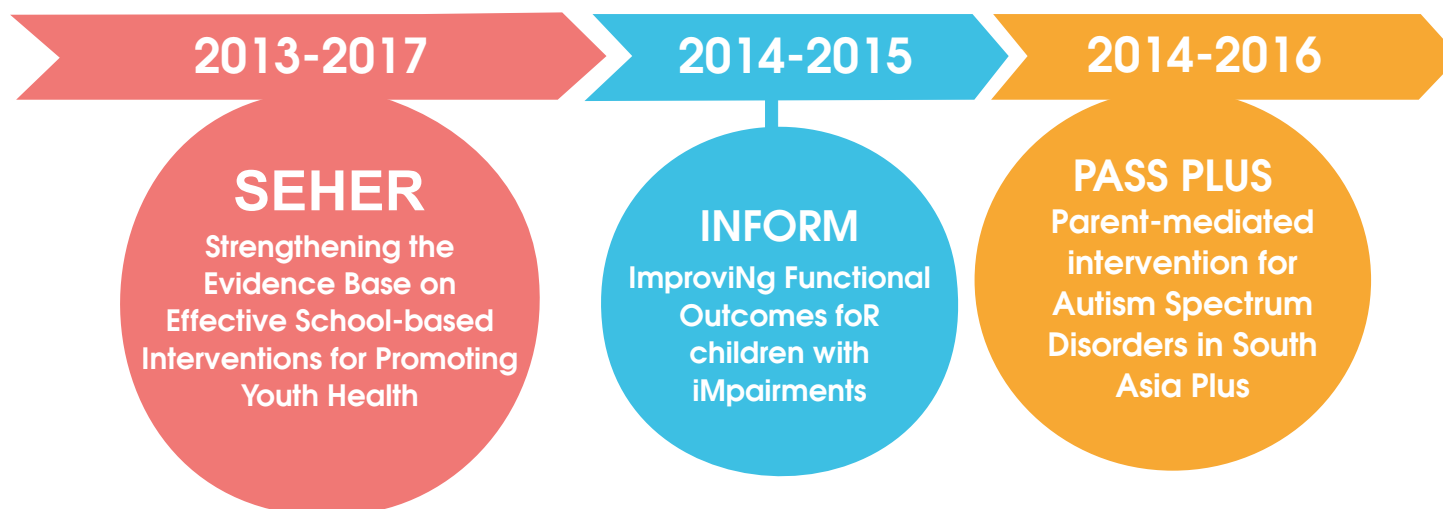 2013-2017
SEHER
Strengthening the
Evidence Base on
Effective School-based
Interventions for Promoting
Youth Health
2014-2015
INFORM
ImproviNg Functional
Outcomes foR
children with
iMpairments
2014-2016
PASS PLUS
Parent-mediated
intervention for
Autism Spectrum
Disorders in South
Asia Plus